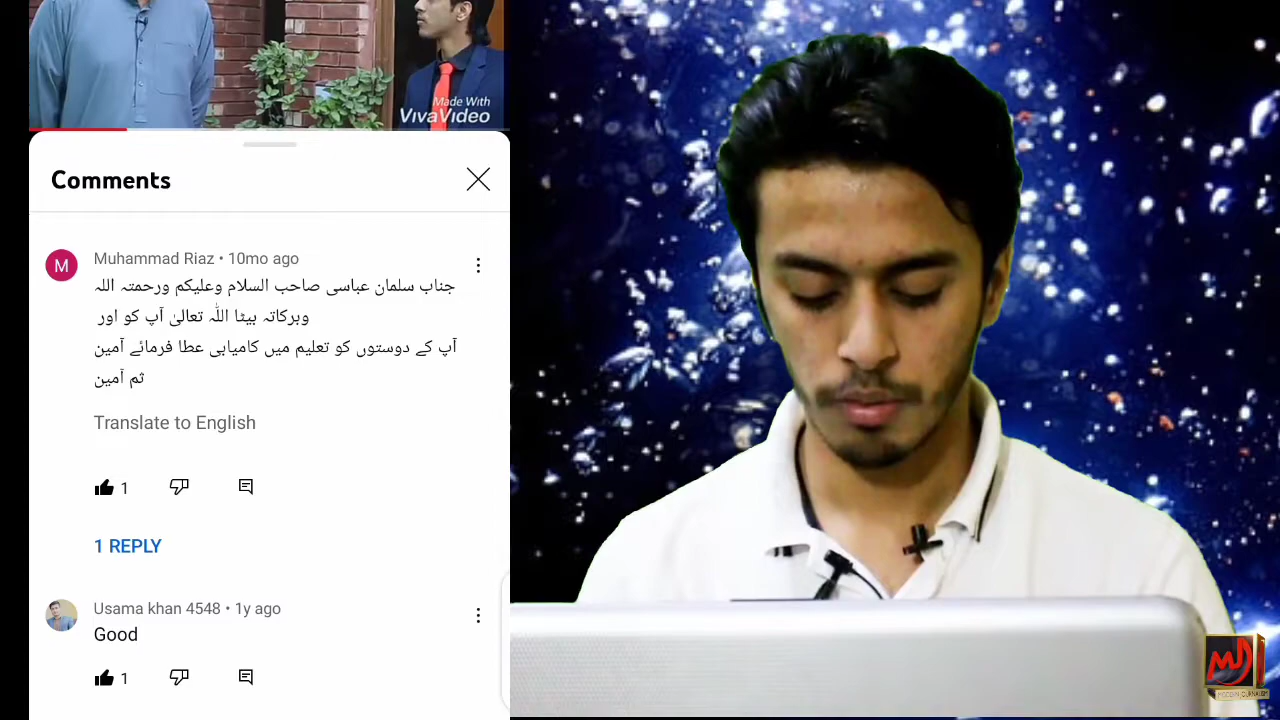 Made With
VivaVideo
Comments
M
Muhammad Riaz • 10mo ago
جناب سلمان عباسی صاحب السلام وعلیکم ورحمتہ اللہ
وبرکاتہ بیٹا اللّٰہ تعالیٰ آپ کو اور
آپ کے دوستوں کو تعلیم میں کامیابی عطا فرمائے آمین
ثم آمین
Translate to English
1
1 REPLY
Usama khan 4548 • 1y ago
Good
1